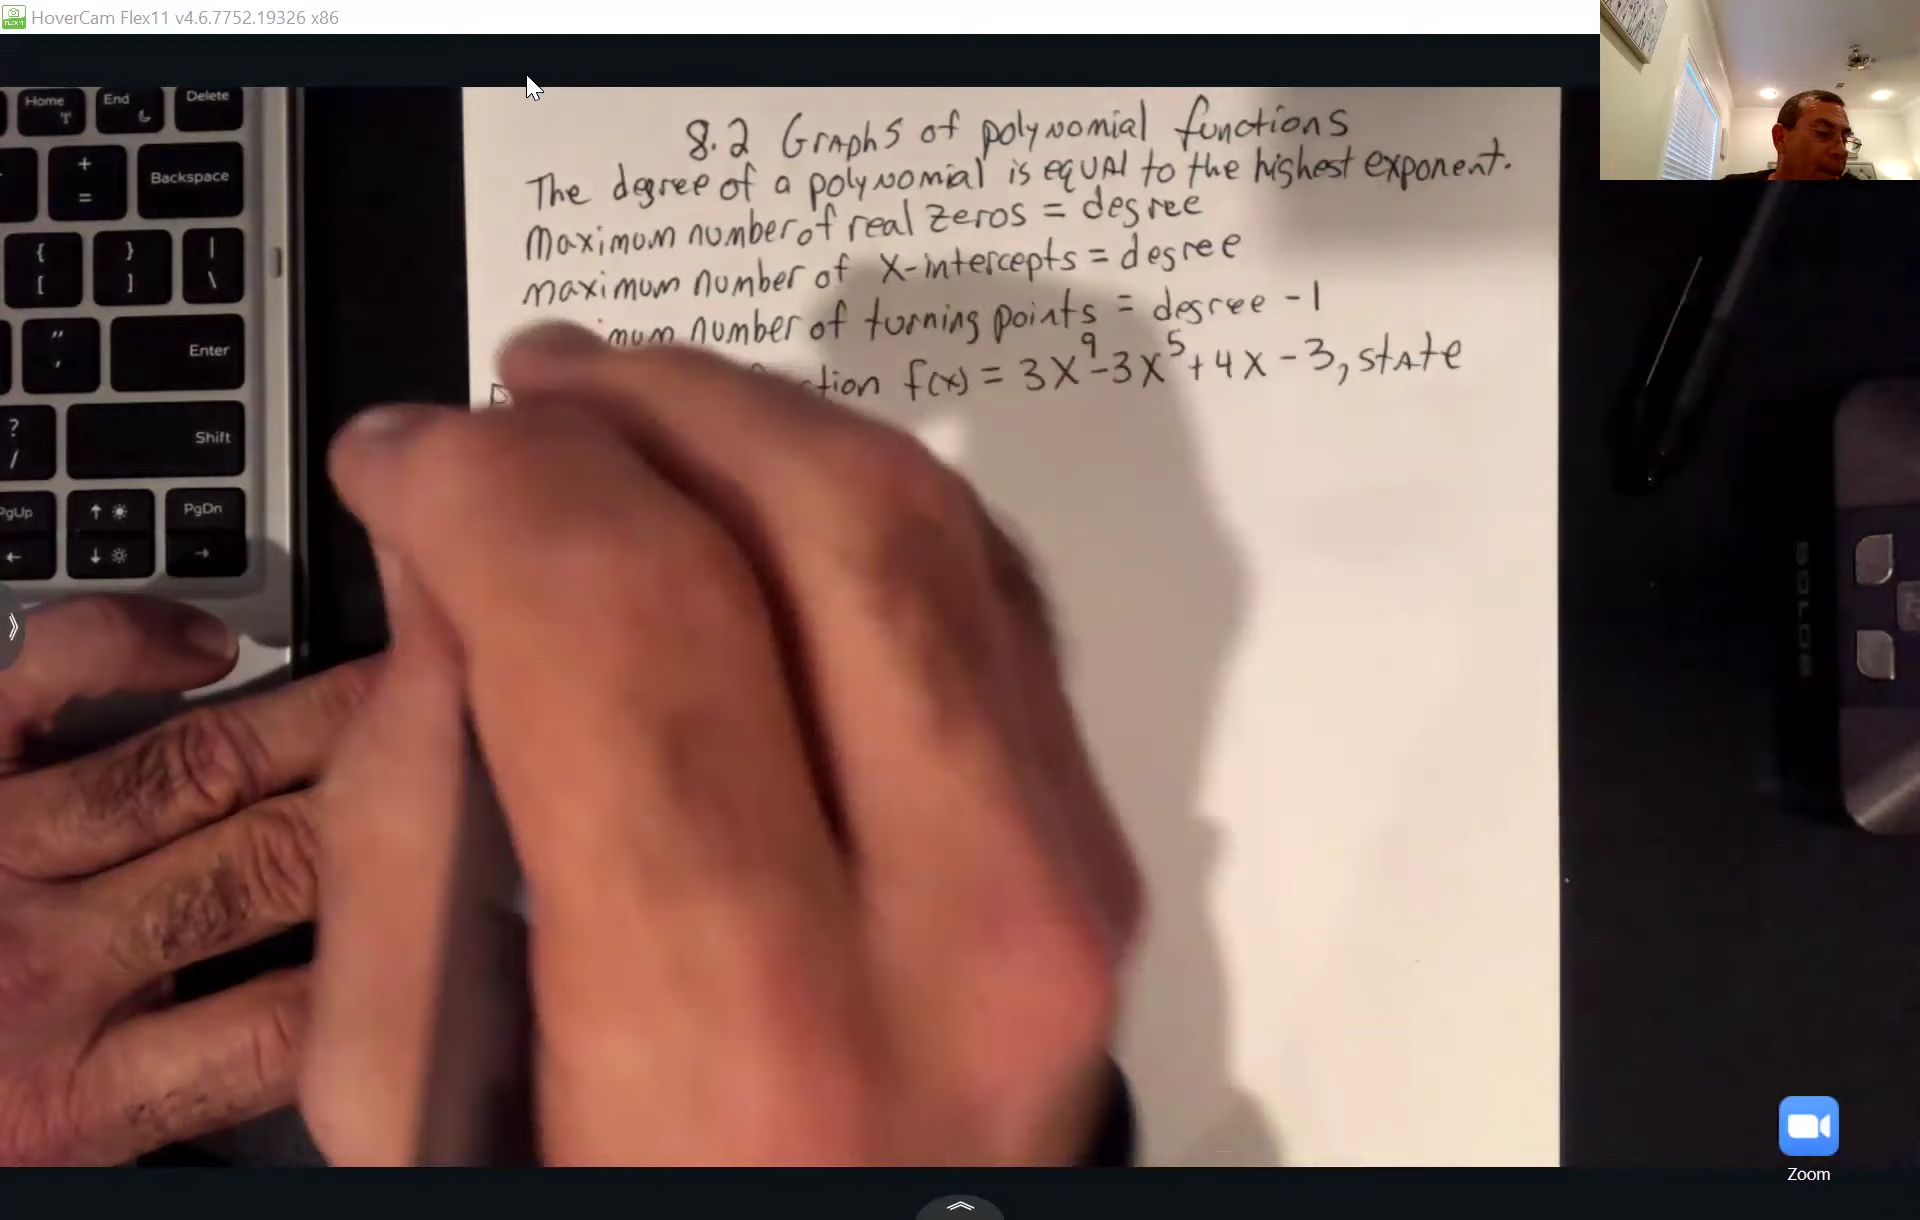 HoverCam Flex11 v4.6.7752.19326 x86
8.2 Graphs of polynomial functions
The degree of a polynomial is equal to the highest exponent.
Maximum number of real zeros = degree
maximum number of x-intercepts = degree
number of turning points = degree - 1
f(x) = 3x⁹ - 3x⁵ + 4x - 3, state
Home
End
Delete
+
=
Backspace
{
[
}
]
|
\
"
'
Enter
?
/
Shift
PgUp
←
↑
↓
PgDn
→
Zoom